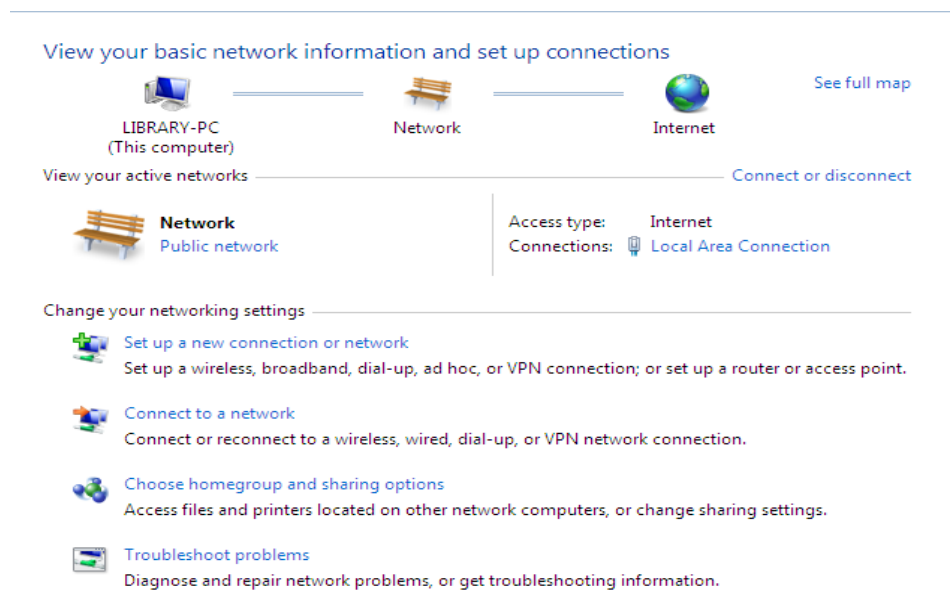 View your basic network information and set up connections
See full map
LIBRARY-PC
(This computer)
Network
Internet
View your active networks
Connect or disconnect
Network
Public network
Access type: Internet
Connections: Local Area Connection
Change your networking settings
Set up a new connection or network
Set up a wireless, broadband, dial-up, ad hoc, or VPN connection; or set up a router or access point.
Connect to a network
Connect or reconnect to a wireless, wired, dial-up, or VPN network connection.
Choose homegroup and sharing options
Access files and printers located on other network computers, or change sharing settings.
Troubleshoot problems
Diagnose and repair network problems, or get troubleshooting information.